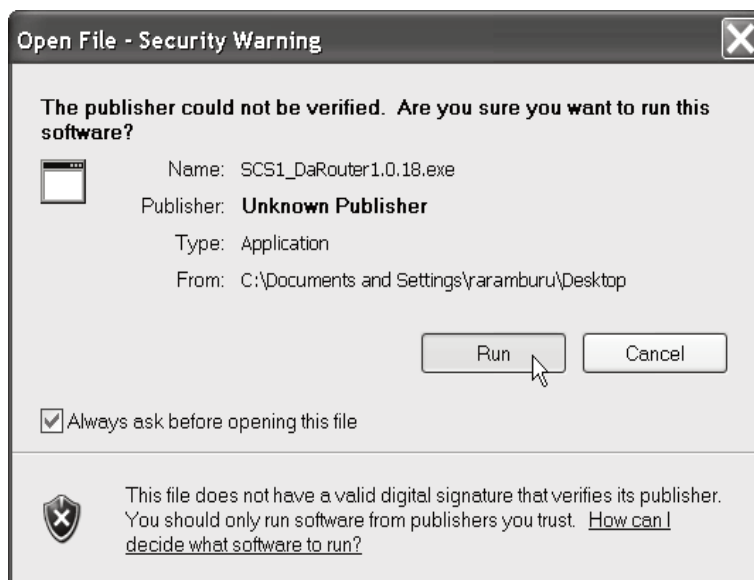 Open File - Security Warning
The publisher could not be verified. Are you sure you want to run this
software?
Name: SCS1_DaRouter1.0.18.exe
Publisher: Unknown Publisher
Type: Application
From: C:\Documents and Settings\raramburu\Desktop
Run Cancel
Always ask before opening this file
This file does not have a valid digital signature that verifies its publisher.
You should only run software from publishers you trust. How can I
decide what software to run?